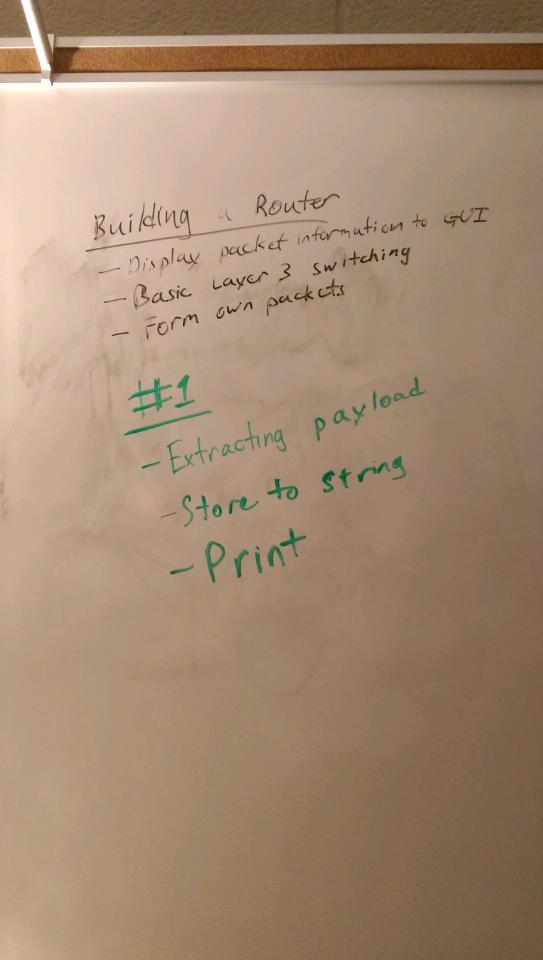 Building a Router
- Display packet information to GUI
- Basic Layer 3 switching
- Form own packets
#1
- Extracting payload
- Store to string
- Print